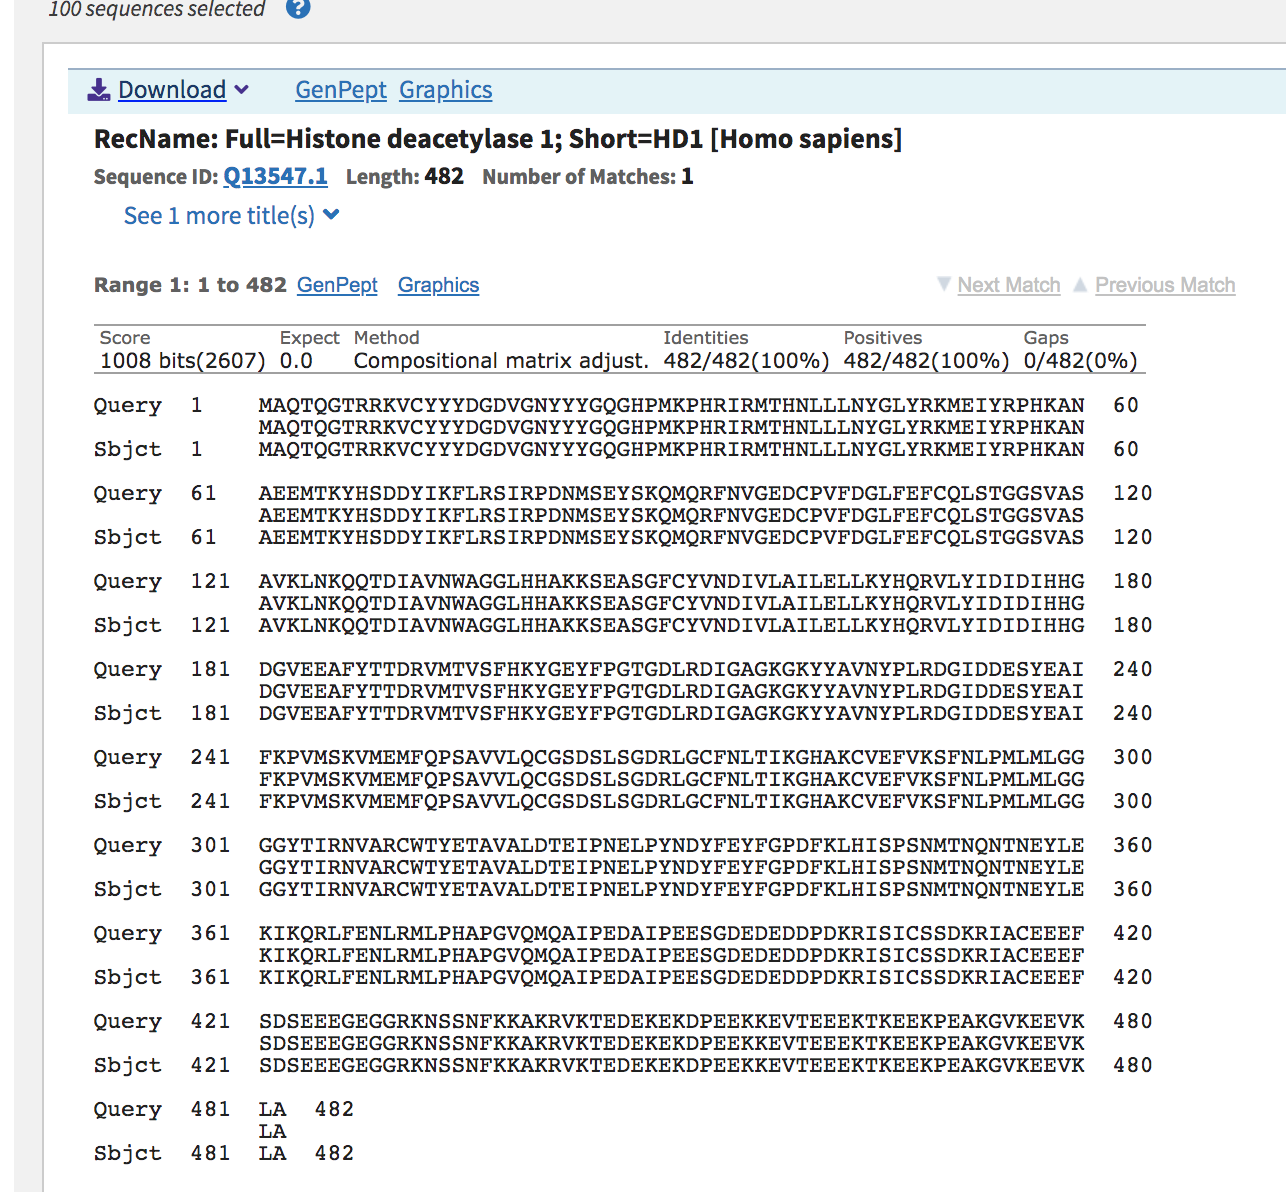 100 sequences selected ?
Download GenPept Graphics
RecName: Full=Histone deacetylase 1; Short=HD1 [Homo sapiens]
Sequence ID: Q13547.1 Length: 482 Number of Matches: 1
See 1 more title(s)
Range 1: 1 to 482 GenPept Graphics Next Match Previous Match
Score Expect Method Identities Positives Gaps
1008 bits(2607) 0.0 Compositional matrix adjust. 482/482(100%) 482/482(100%) 0/482(0%)
Query 1 MAQTQGTRRKVCYYYDGDVGNYYYGQGHPMKPHRIRMTHNLLLNYGLYRKMEIYRPHKAN 60
MAQTQGTRRKVCYYYDGDVGNYYYGQGHPMKPHRIRMTHNLLLNYGLYRKMEIYRPHKAN
Sbjct 1 MAQTQGTRRKVCYYYDGDVGNYYYGQGHPMKPHRIRMTHNLLLNYGLYRKMEIYRPHKAN 60
Query 61 AEEMTKYHSDDYIKFLRSIRPDNMSEYSKQMQRFNVGEDCPVFDGLFEFCQLSTGGSVAS 120
AEEMTKYHSDDYIKFLRSIRPDNMSEYSKQMQRFNVGEDCPVFDGLFEFCQLSTGGSVAS
Sbjct 61 AEEMTKYHSDDYIKFLRSIRPDNMSEYSKQMQRFNVGEDCPVFDGLFEFCQLSTGGSVAS 120
Query 121 AVKLNKQQTDIAVNWAGGLHHAKKSEASGFCYVNDIVLAILELLKYHQRVLYIDIDIHHG 180
AVKLNKQQTDIAVNWAGGLHHAKKSEASGFCYVNDIVLAILELLKYHQRVLYIDIDIHHG
Sbjct 121 AVKLNKQQTDIAVNWAGGLHHAKKSEASGFCYVNDIVLAILELLKYHQRVLYIDIDIHHG 180
Query 181 DGVEEAFYTTDRVMTVSFHKYGEYFPGTGDLRDIGAGKGKYYAVNYPLRDGIDDESYEAI 240
DGVEEAFYTTDRVMTVSFHKYGEYFPGTGDLRDIGAGKGKYYAVNYPLRDGIDDESYEAI
Sbjct 181 DGVEEAFYTTDRVMTVSFHKYGEYFPGTGDLRDIGAGKGKYYAVNYPLRDGIDDESYEAI 240
Query 241 FKPVMSKVMEMFQPSAVVLQCGSDSLSGDRLGCFNLTIKGHAKCVEFVKSFNLPMLMLGG 300
FKPVMSKVMEMFQPSAVVLQCGSDSLSGDRLGCFNLTIKGHAKCVEFVKSFNLPMLMLGG
Sbjct 241 FKPVMSKVMEMFQPSAVVLQCGSDSLSGDRLGCFNLTIKGHAKCVEFVKSFNLPMLMLGG 300
Query 301 GGYTIRNVARCWTYETAVALDTEIPNELPYNDYFEYFGPDFKLHISPSNMTNQNTNEYLE 360
GGYTIRNVARCWTYETAVALDTEIPNELPYNDYFEYFGPDFKLHISPSNMTNQNTNEYLE
Sbjct 301 GGYTIRNVARCWTYETAVALDTEIPNELPYNDYFEYFGPDFKLHISPSNMTNQNTNEYLE 360
Query 361 KIKQRLFENLRMLPHAPGVQMQAIPEDAIPEESGDEDEDDPDKRISICSSDKRIACEEEF 420
KIKQRLFENLRMLPHAPGVQMQAIPEDAIPEESGDEDEDDPDKRISICSSDKRIACEEEF
Sbjct 361 KIKQRLFENLRMLPHAPGVQMQAIPEDAIPEESGDEDEDDPDKRISICSSDKRIACEEEF 420
Query 421 SDSEEEGEGGRKNSSNFKKAKRVKTEDEKEKDPEEKKEVTEEEKTKEEKPEAKGVKEEVK 480
SDSEEEGEGGRKNSSNFKKAKRVKTEDEKEKDPEEKKEVTEEEKTKEEKPEAKGVKEEVK
Sbjct 421 SDSEEEGEGGRKNSSNFKKAKRVKTEDEKEKDPEEKKEVTEEEKTKEEKPEAKGVKEEVK 480
Query 481 LA 482
LA
Sbjct 481 LA 482